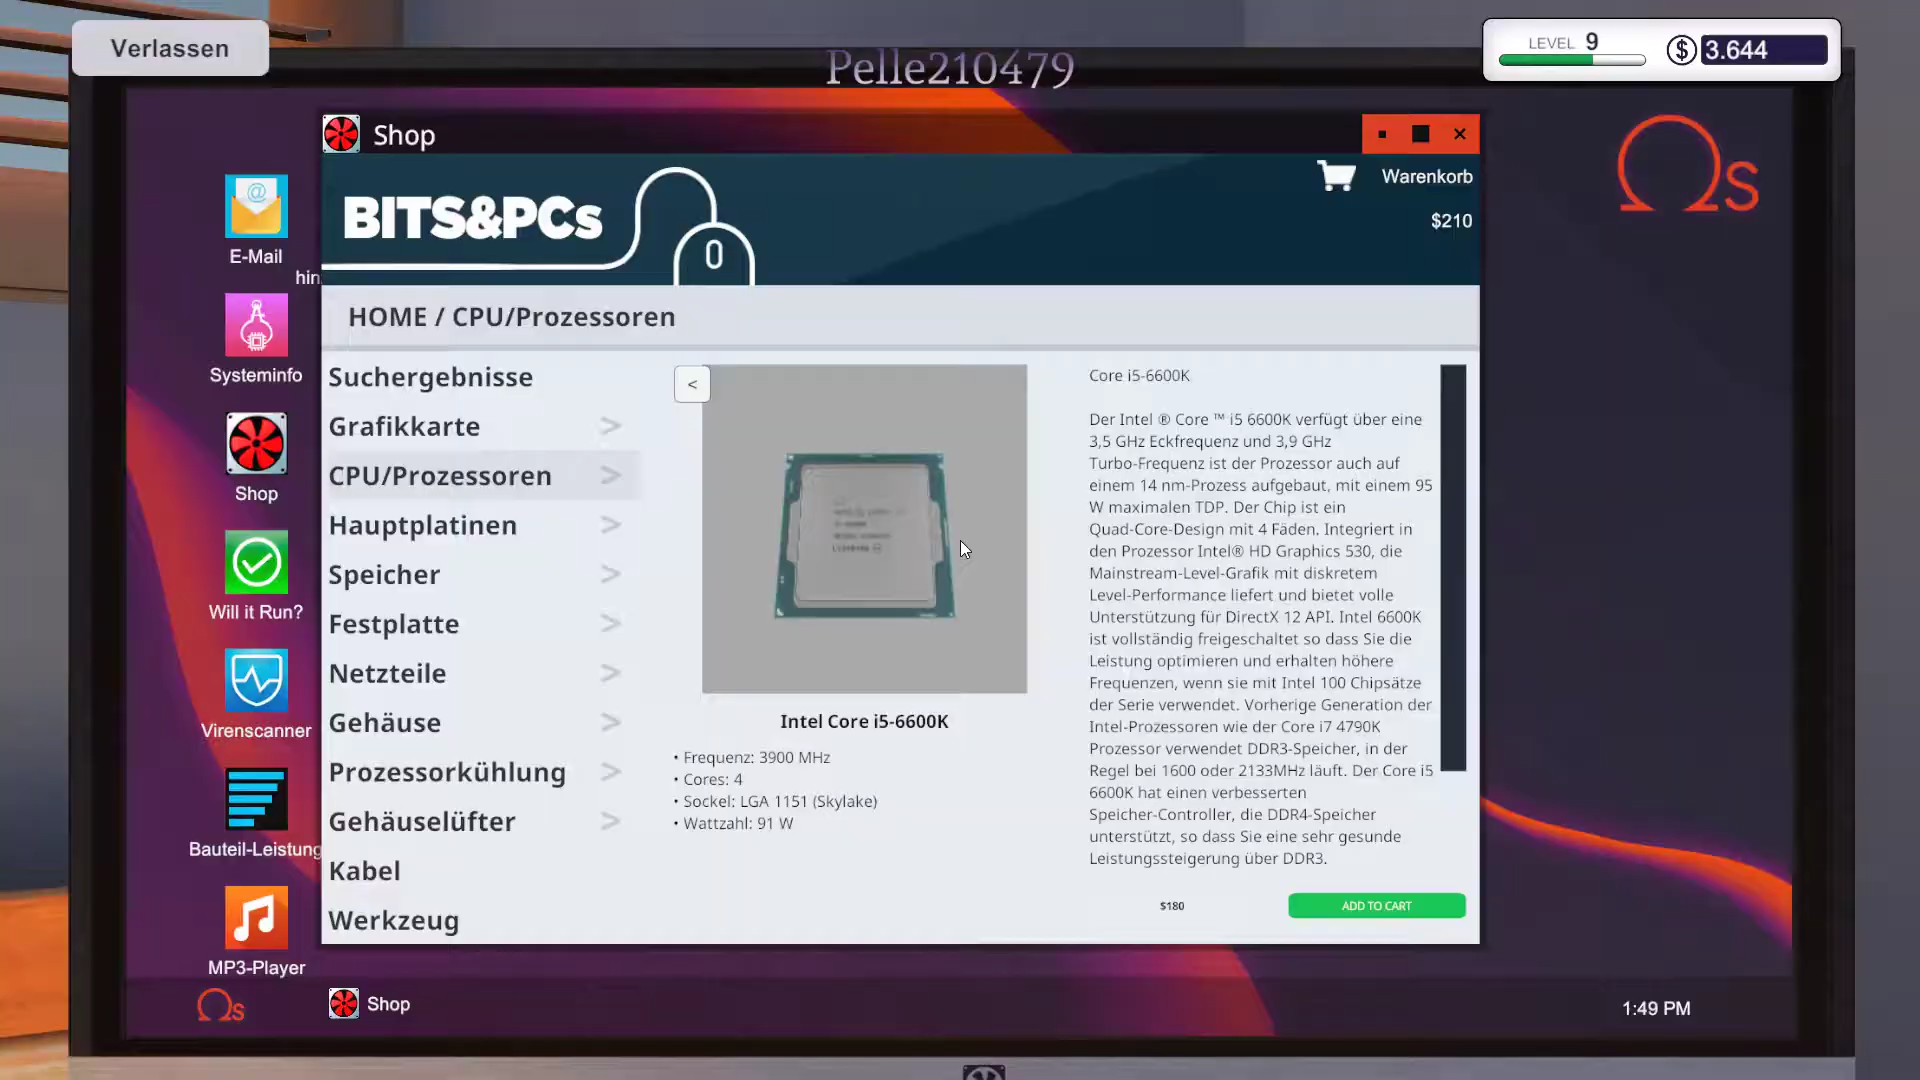 Verlassen
Pelle210479
LEVEL 9
$ 3.644
Shop
BITS&PCs
Warenkorb
$210
HOME / CPU/Prozessoren
E-Mail
hin
Systeminfo
Shop
Will it Run?
Virenscanner
Bauteil-Leistung
MP3-Player
Suchergebnisse
Grafikkarte >
CPU/Prozessoren >
Hauptplatinen >
Speicher >
Festplatte >
Netzteile >
Gehäuse >
Prozessorkühlung >
Gehäuselüfter >
Kabel
Werkzeug
<
Intel Core i5-6600K
• Frequenz: 3900 MHz
• Cores: 4
• Sockel: LGA 1151 (Skylake)
• Wattzahl: 91 W
Core i5-6600K
Der Intel ® Core ™ i5 6600K verfügt über eine
3,5 GHz Eckfrequenz und 3,9 GHz
Turbo-Frequenz ist der Prozessor auch auf
einem 14 nm-Prozess aufgebaut, mit einem 95
W maximalen TDP. Der Chip ist ein
Quad-Core-Design mit 4 Fäden. Integriert in
den Prozessor Intel® HD Graphics 530, die
Mainstream-Level-Grafik mit diskretem
Level-Performance liefert und bietet volle
Unterstützung für DirectX 12 API. Intel 6600K
ist vollständig freigeschaltet so dass Sie die
Leistung optimieren und erhalten höhere
Frequenzen, wenn sie mit Intel 100 Chipsätze
der Serie verwendet. Vorherige Generation der
Intel-Prozessoren wie der Core i7 4790K
Prozessor verwendet DDR3-Speicher, in der
Regel bei 1600 oder 2133MHz läuft. Der Core i5
6600K hat einen verbesserten
Speicher-Controller, die DDR4-Speicher
unterstützt, so dass Sie eine sehr gesunde
Leistungssteigerung über DDR3.
$180
ADD TO CART
Ωs
Ωs
Shop
1:49 PM